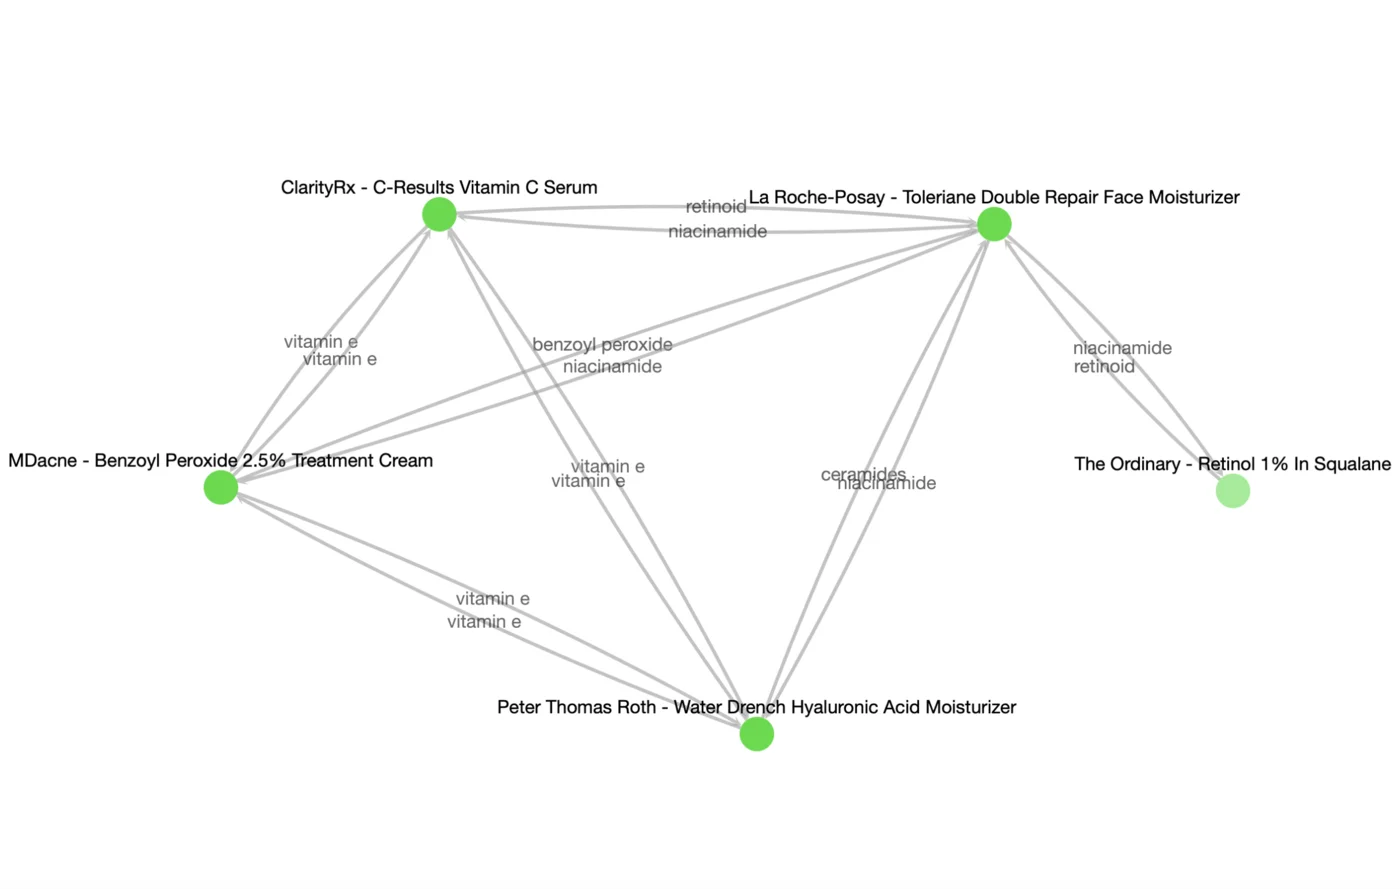 ClarityRx - C-Results Vitamin C Serum
La Roche-Posay - Toleriane Double Repair Face Moisturizer
retinoid
niacinamide
vitamin e
vitamin e
benzoyl peroxide
niacinamide
niacinamide
retinoid
MDacne - Benzoyl Peroxide 2.5% Treatment Cream
vitamin e
vitamin e
ceramides
niacinamide
The Ordinary - Retinol 1% In Squalane
vitamin e
vitamin e
Peter Thomas Roth - Water Drench Hyaluronic Acid Moisturizer